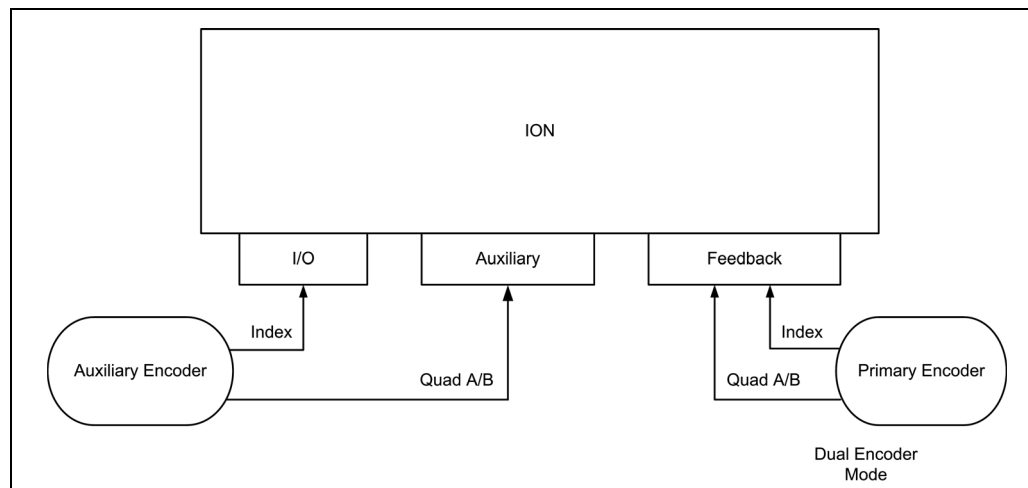 ION
I/O
Auxiliary
Feedback
Index
Index
Auxiliary Encoder
Primary Encoder
Quad A/B
Quad A/B
Dual Encoder
Mode